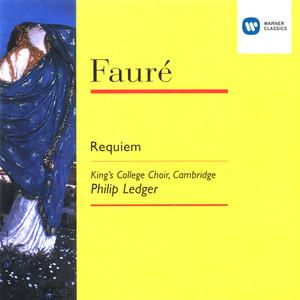 WARNER
CLASSICS
Fauré
Requiem
King's College Choir, Cambridge
Philip Ledger